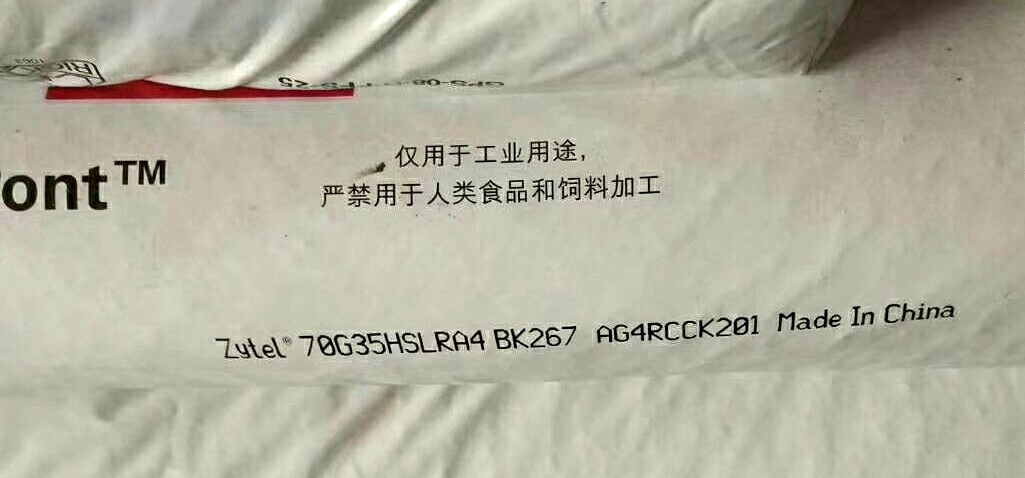 ont™
仅用于工业用途,
严禁用于人类食品和饲料加工
Zytel® 70G35HSLRA4 BK267 AG4RCCK201 Made In China